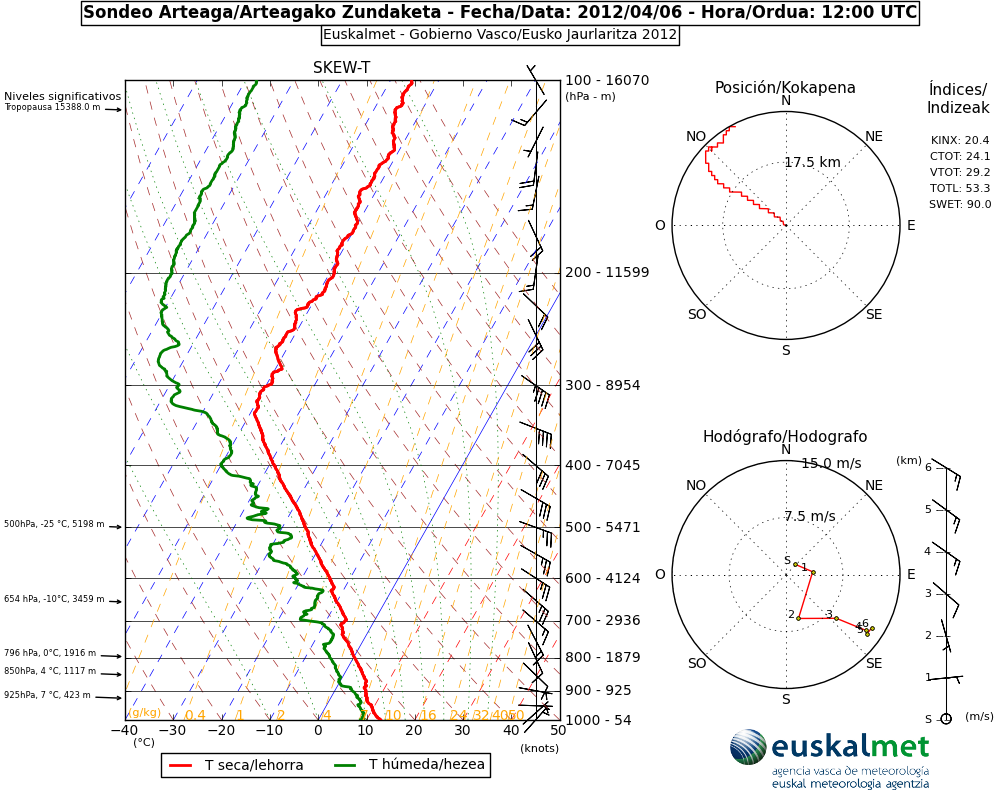 Sondeo Arteaga/Arteagako Zundaketa - Fecha/Data: 2012/04/06 - Hora/Ordua: 12:00 UTC
Euskalmet - Gobierno Vasco/Eusko Jaurlaritza 2012
SKEW-T
Niveles significativos
Tropopausa 15388.0 m
500hPa, -25 °C, 5198 m
654 hPa, -10°C, 3459 m
796 hPa, 0°C, 1916 m
850hPa, 4 °C, 1117 m
925hPa, 7 °C, 423 m
100 - 16070
(hPa - m)
200 - 11599
300 - 8954
400 - 7045
500 - 5471
600 - 4124
700 - 2936
800 - 1879
900 - 925
1000 - 54
(g/kg) 0.4 1 2 4 10 16 24 32 40
−40 −30 −20 −10 0 10 20 30 40 50
(°C)
(knots)
T seca/lehorra T húmeda/hezea
Posición/Kokapena
N
NO NE
17.5 km
O E
SO SE
S
Índices/
Indizeak
KINX: 20.4
CTOT: 24.1
VTOT: 29.2
TOTL: 53.3
SWET: 90.0
Hodógrafo/Hodografo
N
15.0 m/s
NO NE
7.5 m/s
S 1
O E
2 3 4 5 6
SO SE
S
(km) 6
5
4
3
2
1
S (m/s)
euskalmet
agencia vasca de meteorología
euskal meteorologia agentzia